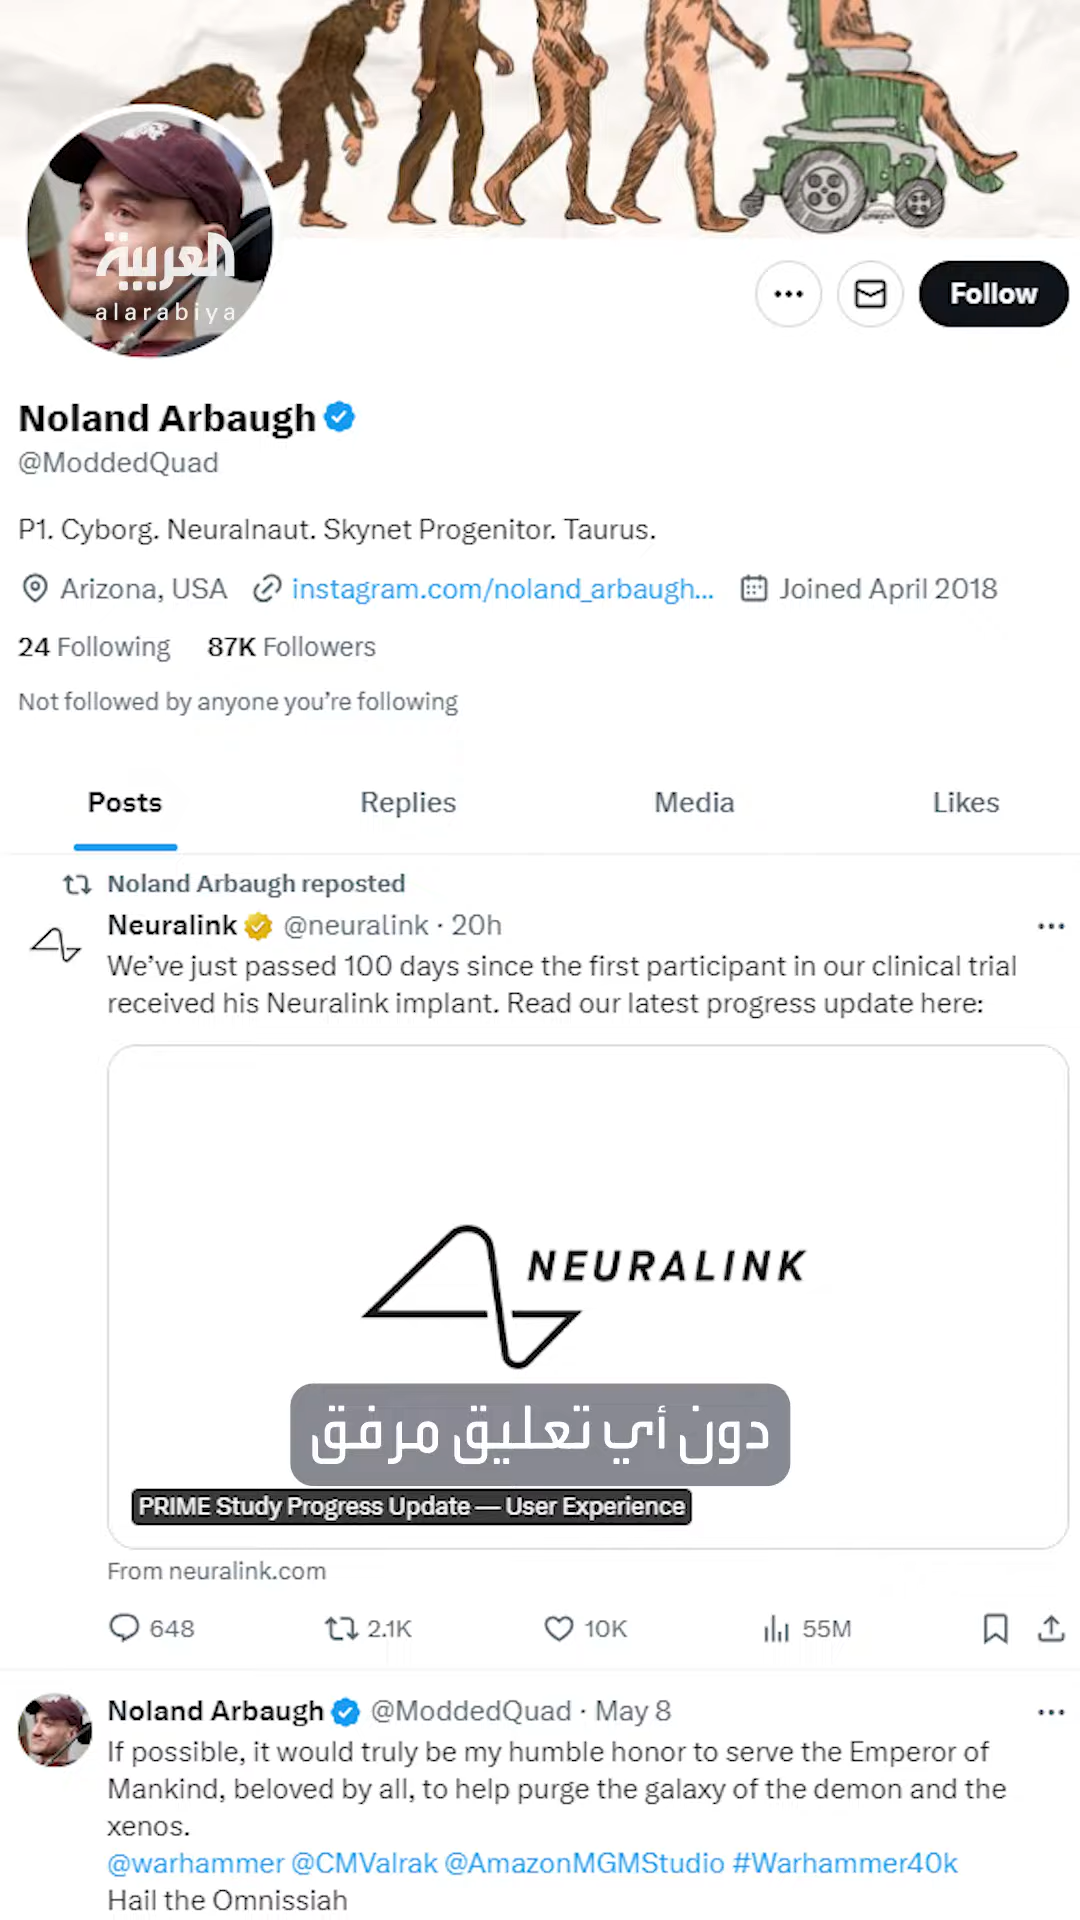 العربية
alarabiya
Follow
Noland Arbaugh
@ModdedQuad
P1. Cyborg. Neuralnaut. Skynet Progenitor. Taurus.
Arizona, USA instagram.com/noland_arbaugh... Joined April 2018
24 Following 87K Followers
Not followed by anyone you’re following
Posts Replies Media Likes
Noland Arbaugh reposted
Neuralink @neuralink · 20h
We’ve just passed 100 days since the first participant in our clinical trial
received his Neuralink implant. Read our latest progress update here:
NEURALINK
دون أي تعليق مرفق
PRIME Study Progress Update — User Experience
From neuralink.com
648 2.1K 10K 55M
Noland Arbaugh @ModdedQuad · May 8
If possible, it would truly be my humble honor to serve the Emperor of
Mankind, beloved by all, to help purge the galaxy of the demon and the
xenos.
@warhammer @CMValrak @AmazonMGMStudio #Warhammer40k
Hail the Omnissiah